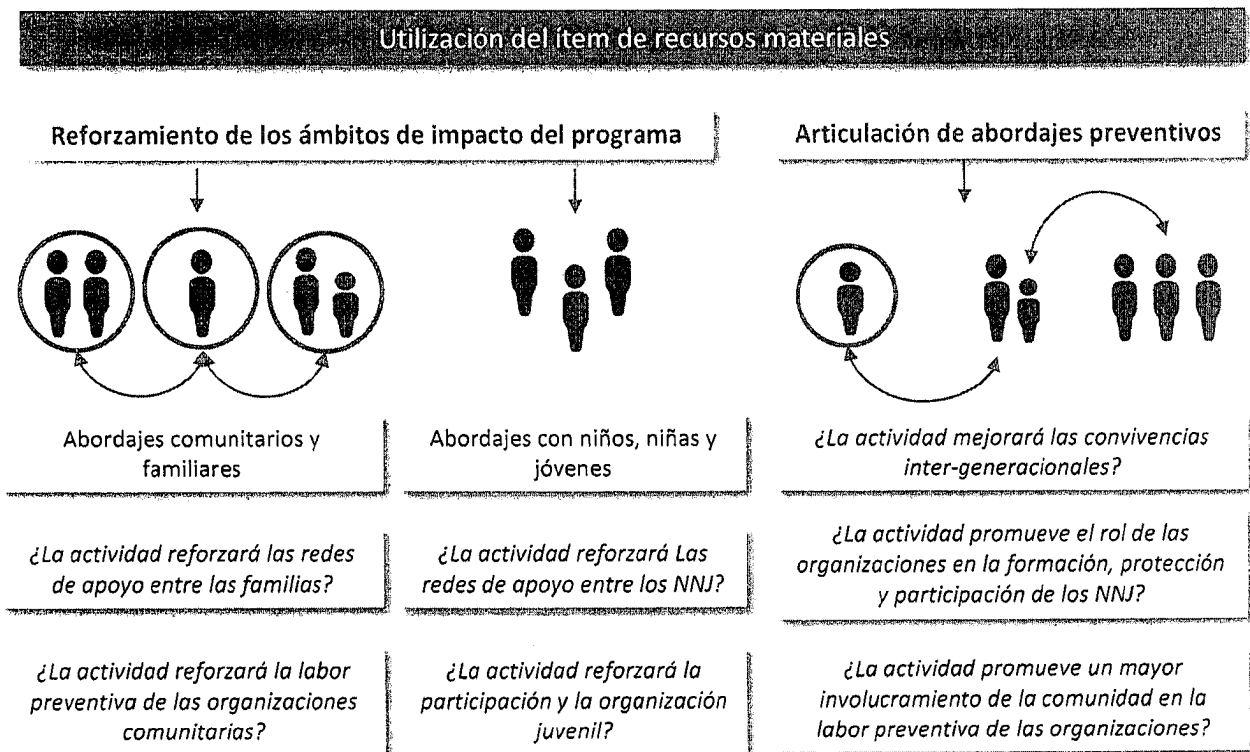 Utilización del ítem de recursos materiales
Reforzamiento de los ámbitos de impacto del programa
Articulación de abordajes preventivos
Abordajes comunitarios y
familiares
Abordajes con niños, niñas y
jóvenes
¿La actividad mejorará las convivencias
inter-generacionales?
¿La actividad reforzará las redes
de apoyo entre las familias?
¿La actividad reforzará Las
redes de apoyo entre los NNJ?
¿La actividad promueve el rol de las
organizaciones en la formación, protección
y participación de los NNJ?
¿La actividad reforzará la labor
preventiva de las organizaciones
comunitarias?
¿La actividad reforzará la
participación y la organización
juvenil?
¿La actividad promueve un mayor
involucramiento de la comunidad en la
labor preventiva de las organizaciones?